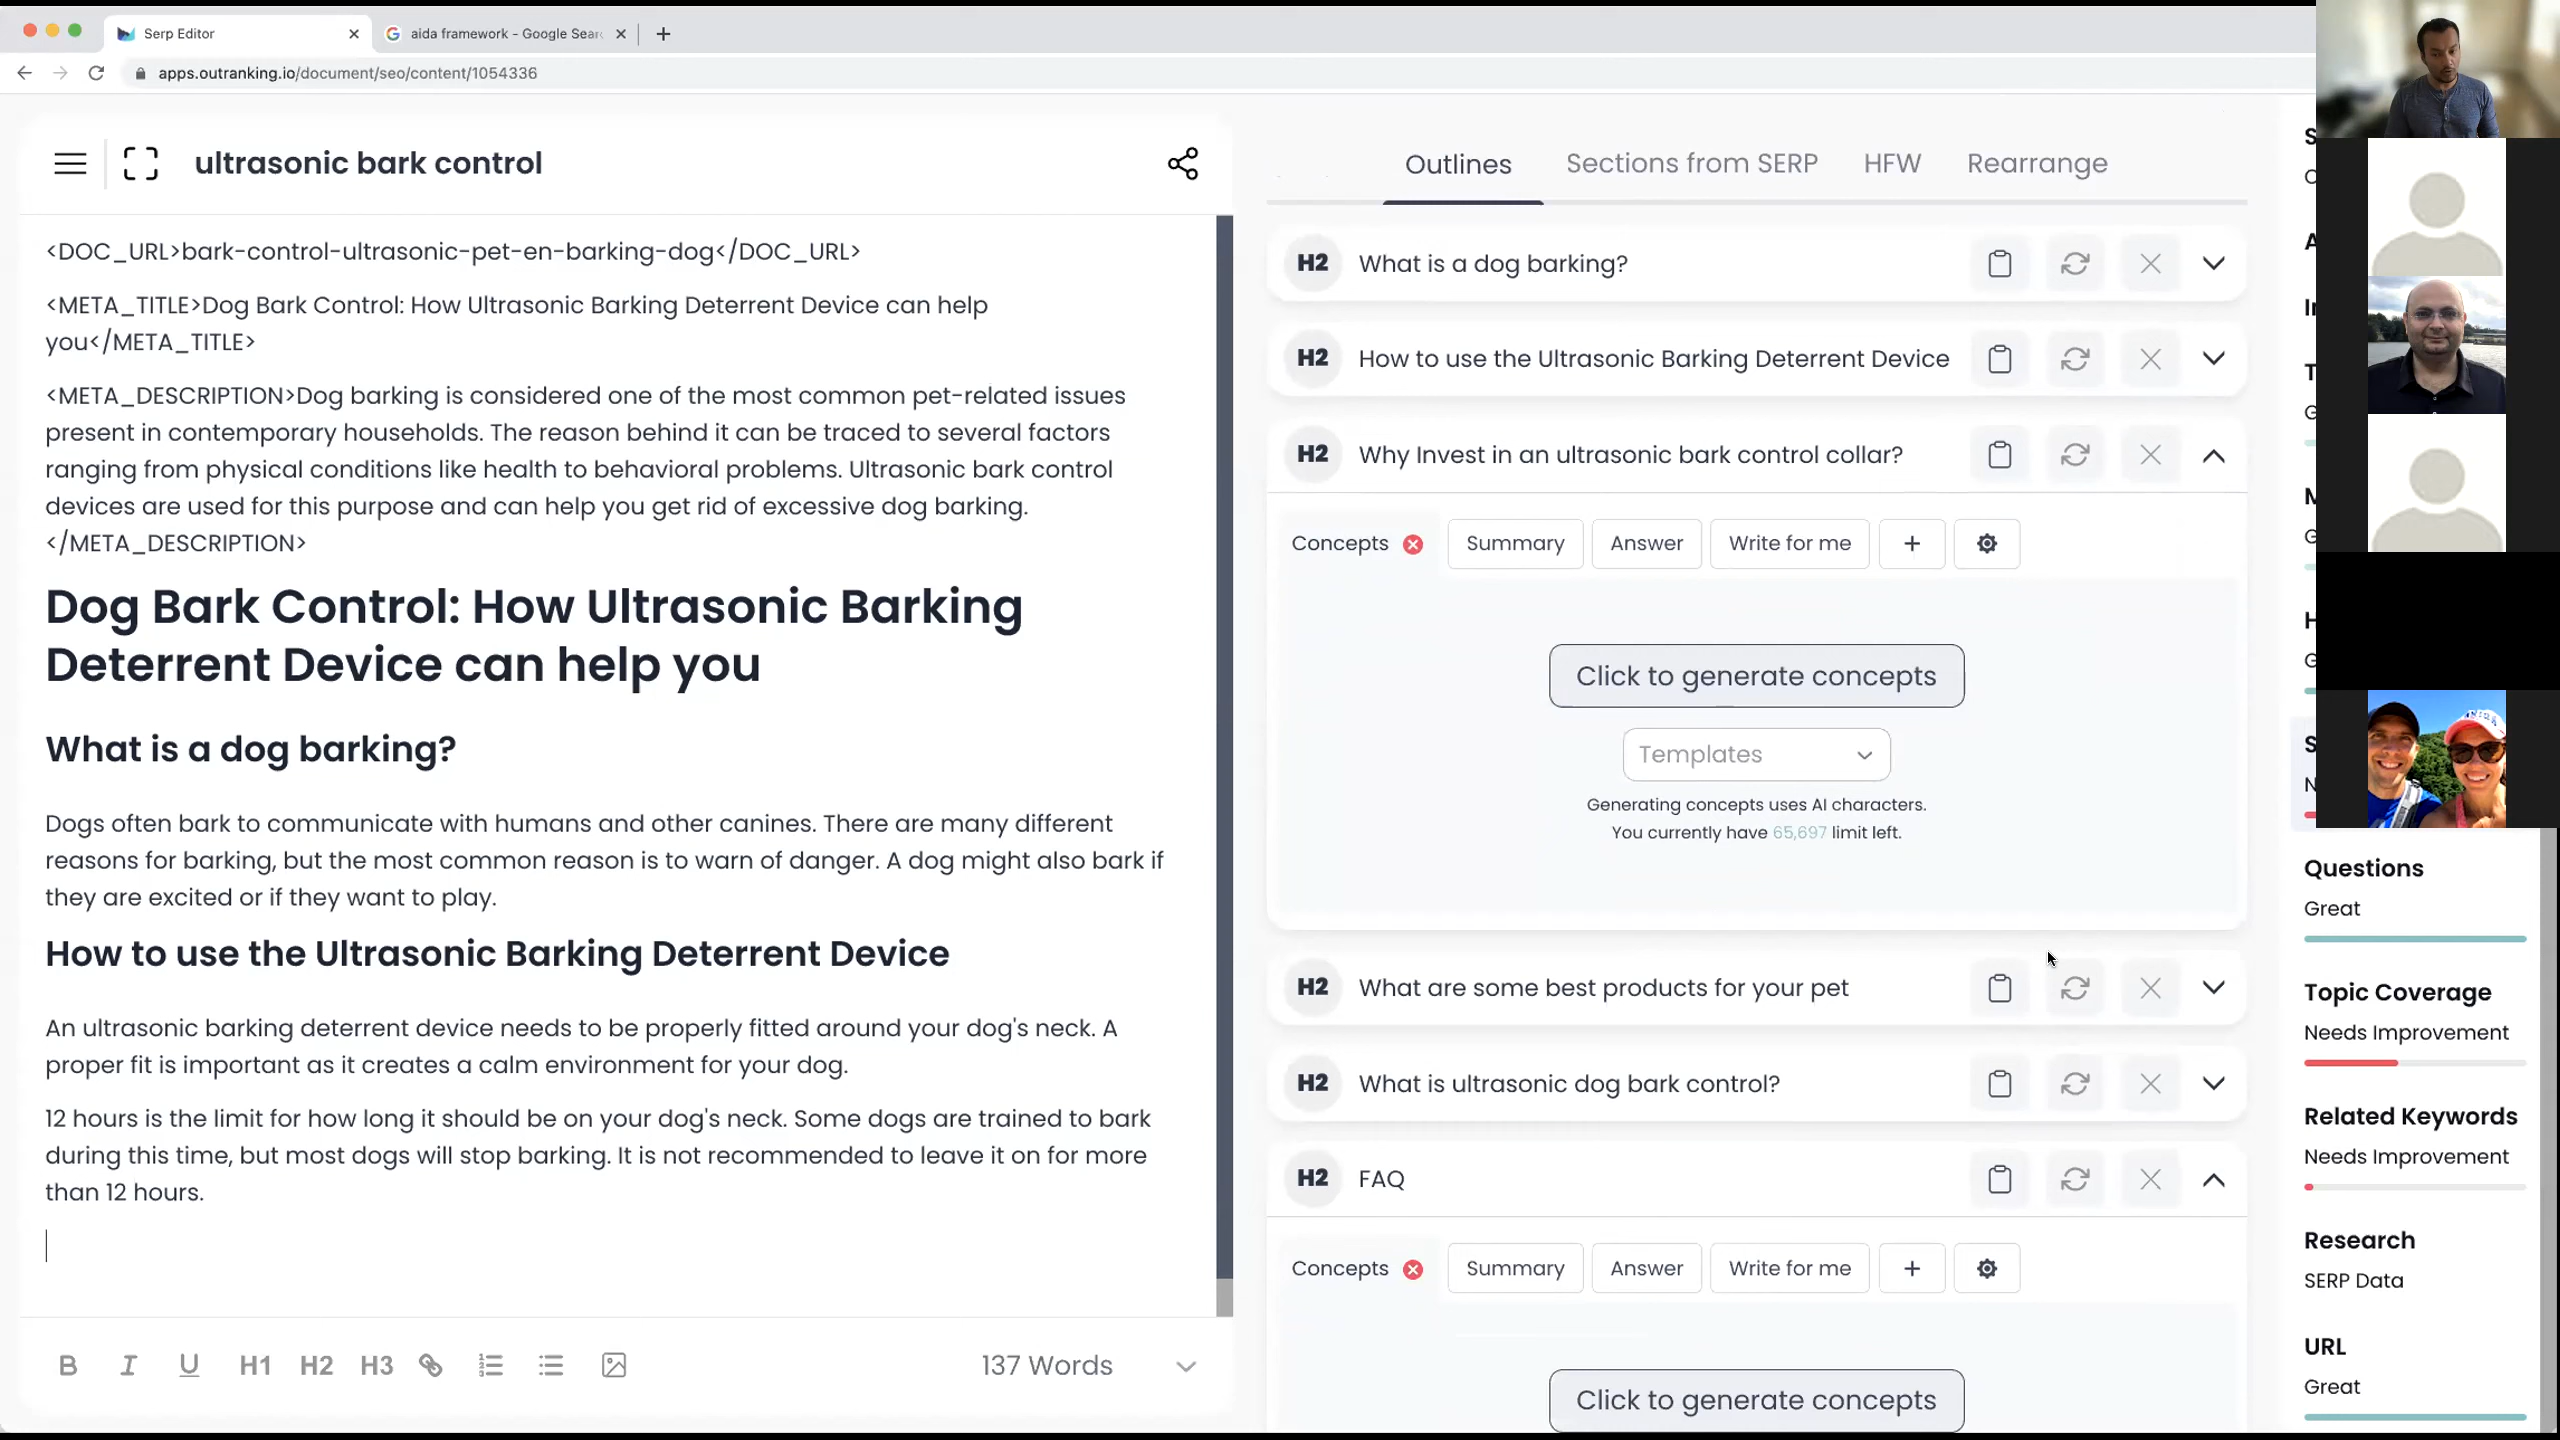 Serp Editor
aida framework - Google Sear
apps.outranking.io/document/seo/content/1054336
ultrasonic bark control
<DOC_URL>bark-control-ultrasonic-pet-en-barking-dog</DOC_URL>
<META_TITLE>Dog Bark Control: How Ultrasonic Barking Deterrent Device can help
you</META_TITLE>
<META_DESCRIPTION>Dog barking is considered one of the most common pet-related issues
present in contemporary households. The reason behind it can be traced to several factors
ranging from physical conditions like health to behavioral problems. Ultrasonic bark control
devices are used for this purpose and can help you get rid of excessive dog barking.
</META_DESCRIPTION>
Dog Bark Control: How Ultrasonic Barking
Deterrent Device can help you
What is a dog barking?
Dogs often bark to communicate with humans and other canines. There are many different
reasons for barking, but the most common reason is to warn of danger. A dog might also bark if
they are excited or if they want to play.
How to use the Ultrasonic Barking Deterrent Device
An ultrasonic barking deterrent device needs to be properly fitted around your dog's neck. A
proper fit is important as it creates a calm environment for your dog.
12 hours is the limit for how long it should be on your dog's neck. Some dogs are trained to bark
during this time, but most dogs will stop barking. It is not recommended to leave it on for more
than 12 hours.
B I U H1 H2 H3
137 Words
Outlines Sections from SERP HFW Rearrange
H2 What is a dog barking?
H2 How to use the Ultrasonic Barking Deterrent Device
H2 Why Invest in an ultrasonic bark control collar?
Concepts Summary Answer Write for me +
Click to generate concepts
Templates
Generating concepts uses AI characters.
You currently have 65,697 limit left.
H2 What are some best products for your pet
H2 What is ultrasonic dog bark control?
H2 FAQ
Concepts Summary Answer Write for me +
Click to generate concepts
Questions
Great
Topic Coverage
Needs Improvement
Related Keywords
Needs Improvement
Research
SERP Data
URL
Great